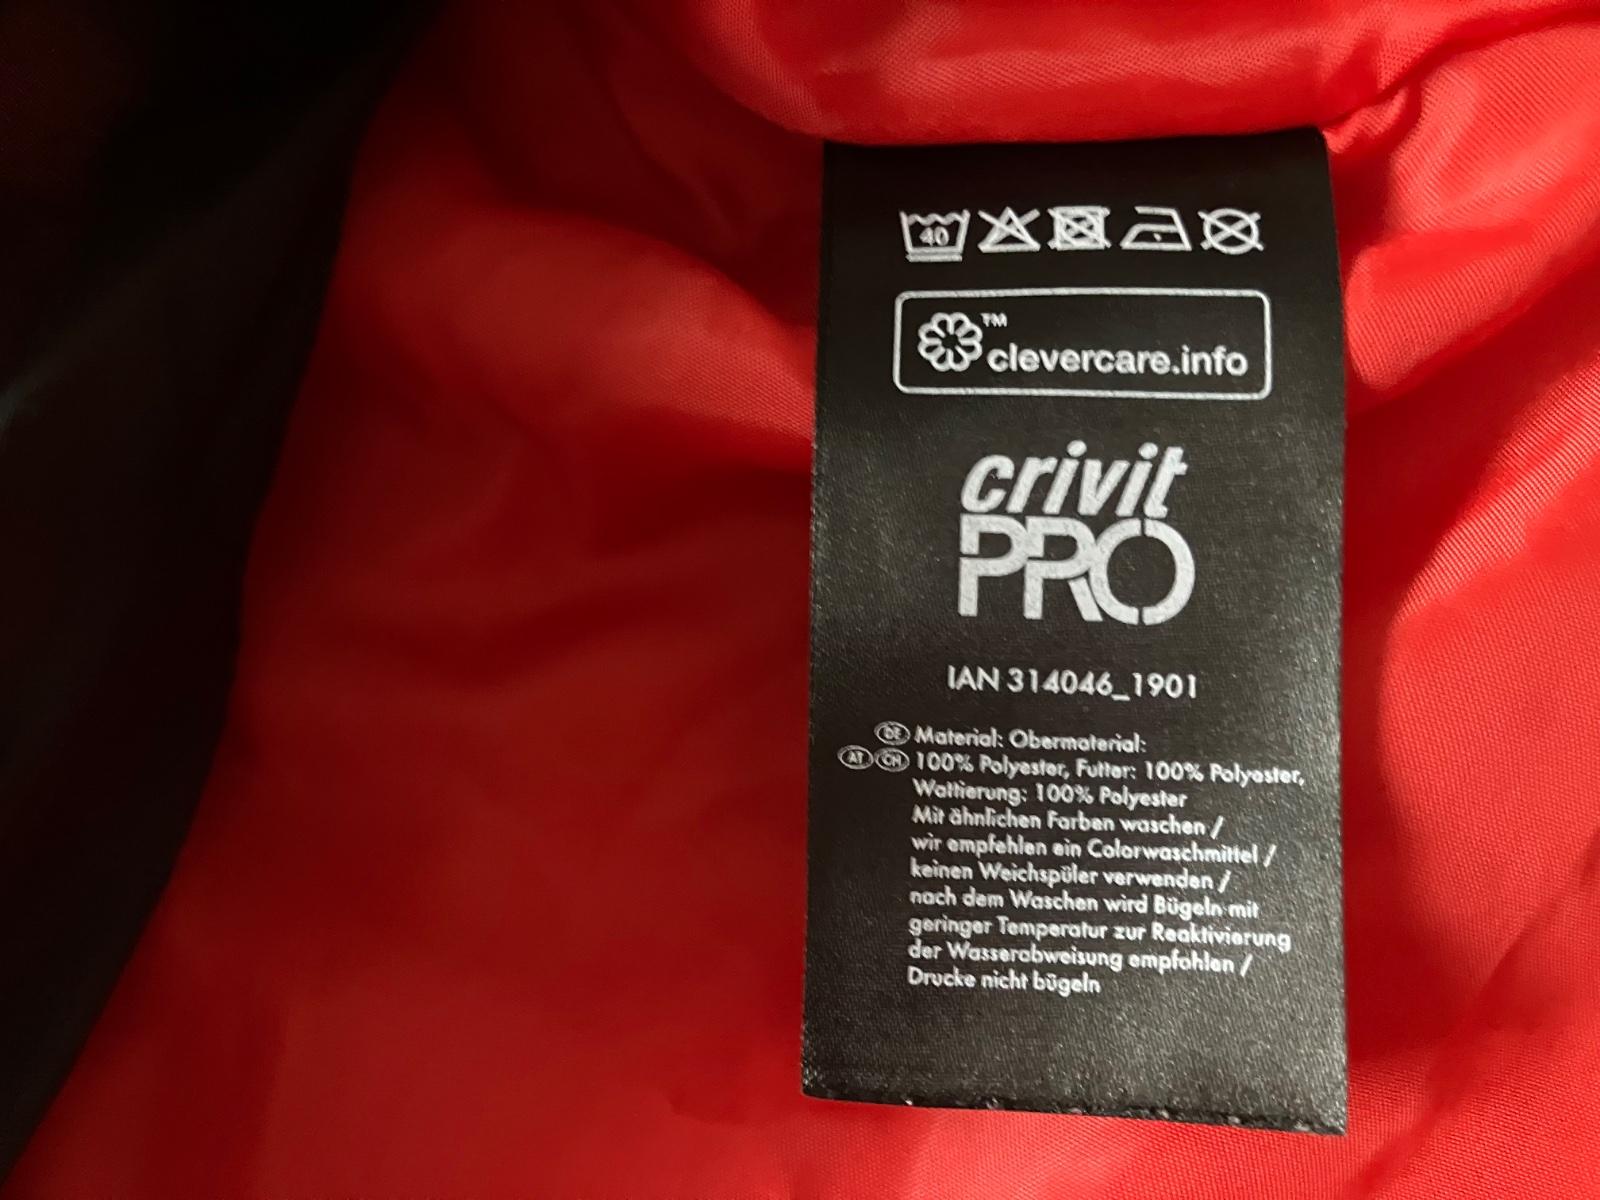 40
™
clevercare.info
crivit
PRO
IAN 314046_1901
DE Material: Obermaterial:
AT CH 100% Polyester, Futter: 100% Polyester,
Wattierung: 100% Polyester
Mit ähnlichen Farben waschen /
wir empfehlen ein Colorwaschmittel /
keinen Weichspüler verwenden /
nach dem Waschen wird Bügeln mit
geringer Temperatur zur Reaktivierung
der Wasserabweisung empfohlen /
Drucke nicht bügeln